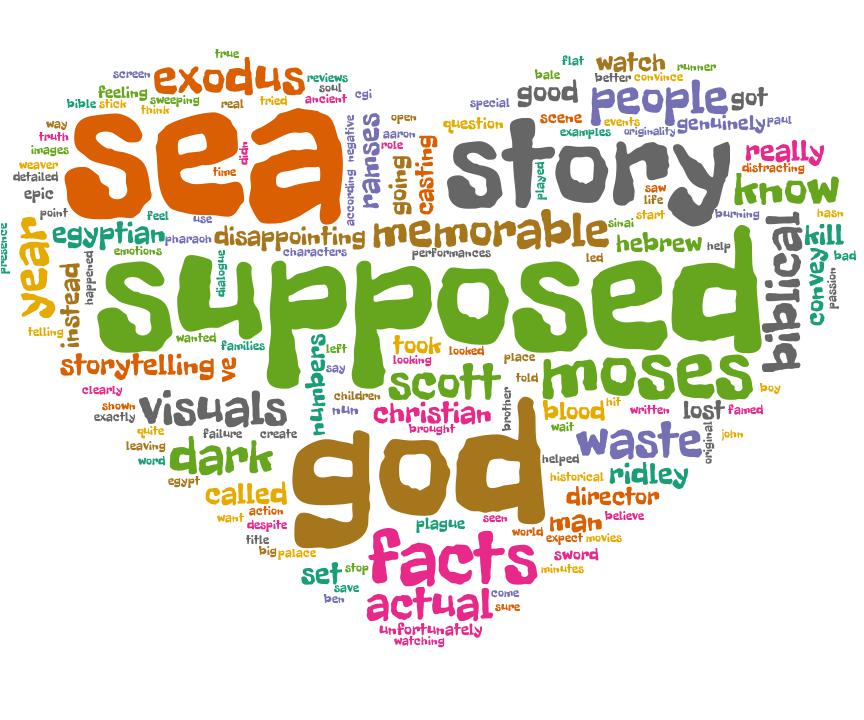 true
flat
watch
runner
screen
exodus
reviews
bale
better
convince
feeling
sweeping
soul
special
good
people
got
bible
stick
real
tried
ancient
cgi
think
way
sea
ramses
open
question
scene
events
genuinely
paul
truth
negative
aaron
story
examples
originality
images
didn
role
really
weaver
time
going
casting
played
saw
distracting
detailed
life
know
epic
according
point
feel
use
start
burning
hasn
presence
year
egyptian
pharaoh
disappointing
memorable
sinai
hebrew
help
biblical
kill
emotions
characters
performances
led
convey
bad
instead
happened
dialogue
supposed
passion
telling
wanted
families
numbers
left
took
looked
place
storytelling
ve
say
looking
scott
told
moses
boy
clearly
children
brother
shown
visuals
nun
christian
blood
hit
written
lost
famed
exactly
brought
quite
failure
create
wait
waste
original
john
leaving
dark
god
word
helped
egypt
historical
ridley
called
director
want
action
plague
seen
man
believe
despite
world
title
expect
movies
big
palace
facts
sword
set
stop
minutes
save
actual
come
ben
sure
unfortunately
watching